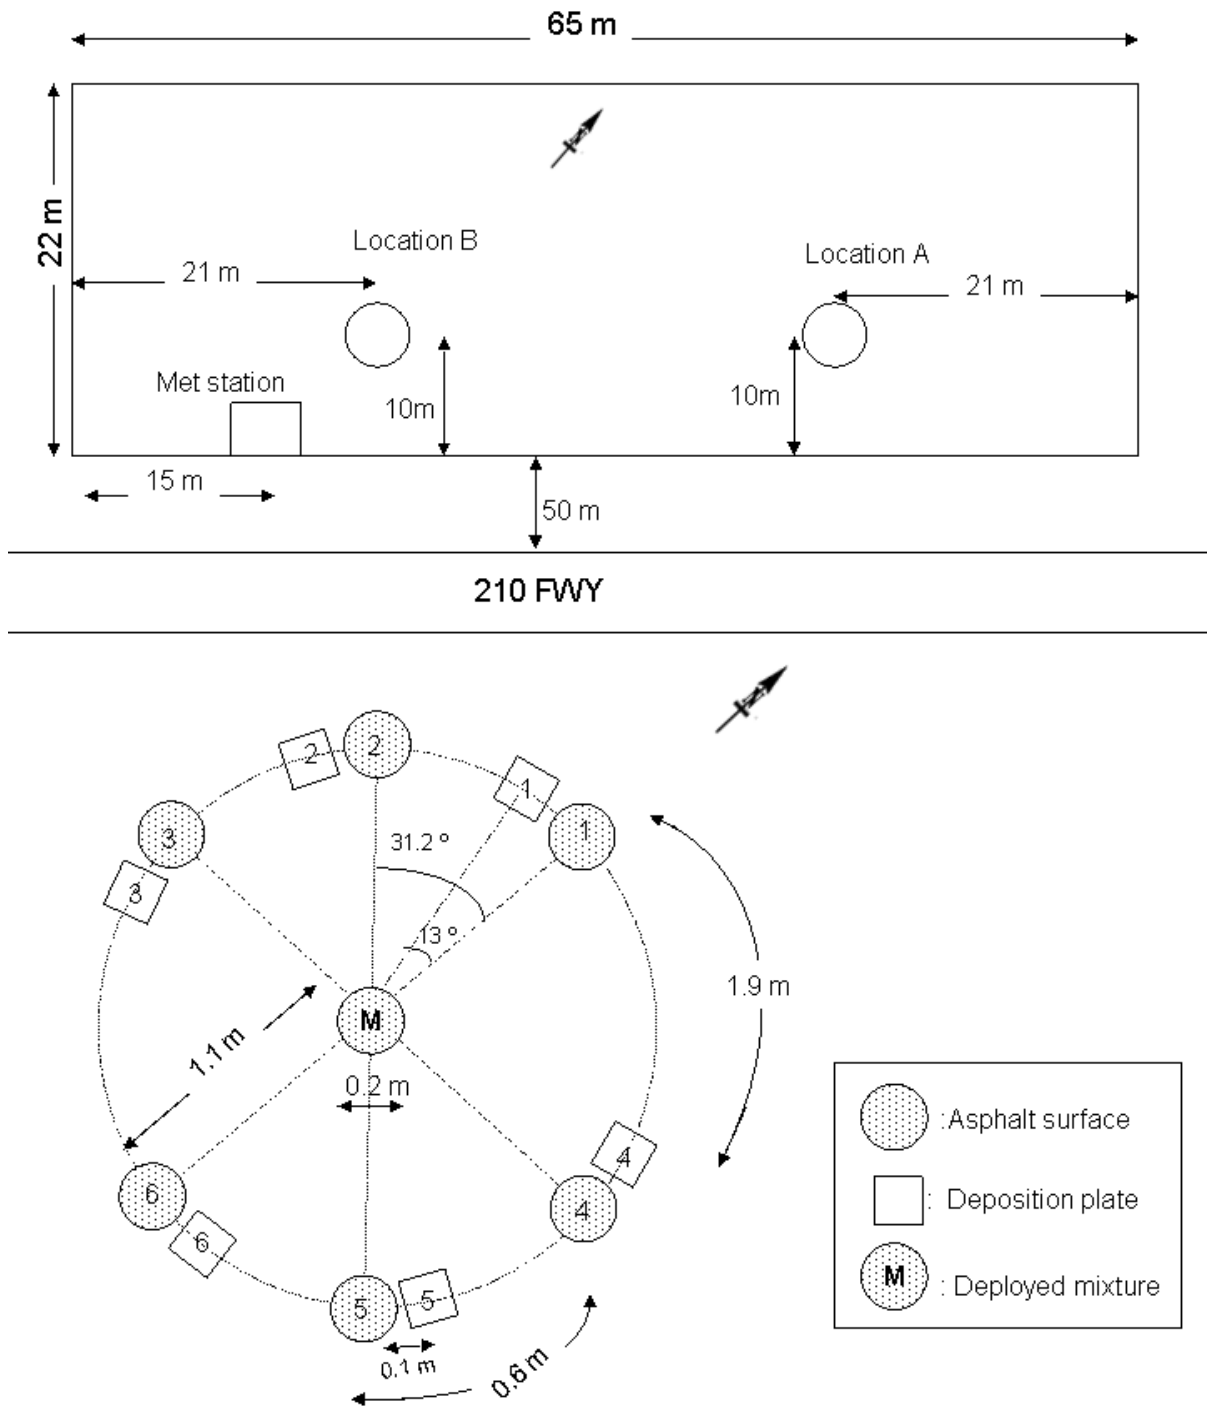 65 m
22 m
Location B
Location A
21 m
21 m
Met station
10m
10m
15 m
50 m
210 FWY
2
2
1
1
3
31.2 º
3
13 º
1.9 m
M
1.1 m
0.2 m
:Asphalt surface
4
6
4
: Deposition plate
6
5
5
M
: Deployed mixture
0.1 m
0.6 m